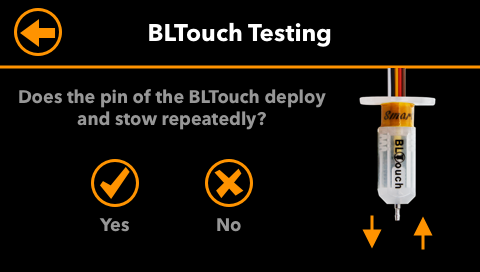 BLTouch Testing
Does the pin of the BLTouch deploy
and stow repeatedly?
Smar
BLTouch
Yes
No